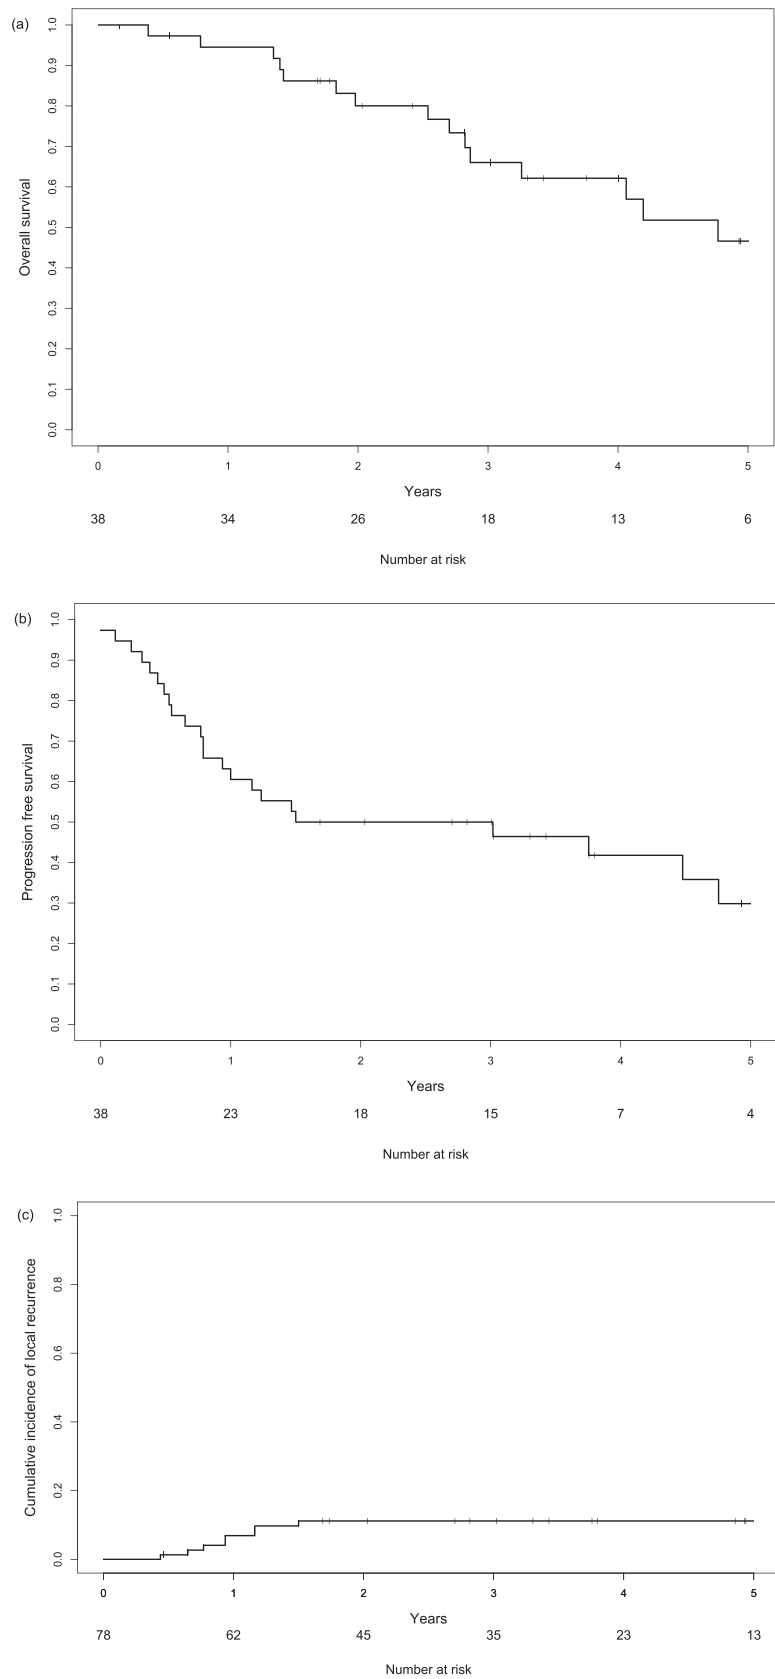 (a)
Overall survival
1.0
0.9
0.8
0.7
0.6
0.5
0.4
0.3
0.2
0.1
0.0
0 1 2 3 4 5
Years
38 34 26 18 13 6
Number at risk
(b)
Progression free survival
1.0
0.9
0.8
0.7
0.6
0.5
0.4
0.3
0.2
0.1
0.0
0 1 2 3 4 5
Years
38 23 18 15 7 4
Number at risk
(c)
Cumulative incidence of local recurrence
1.0
0.8
0.6
0.4
0.2
0.0
0 1 2 3 4 5
Years
78 62 45 35 23 13
Number at risk